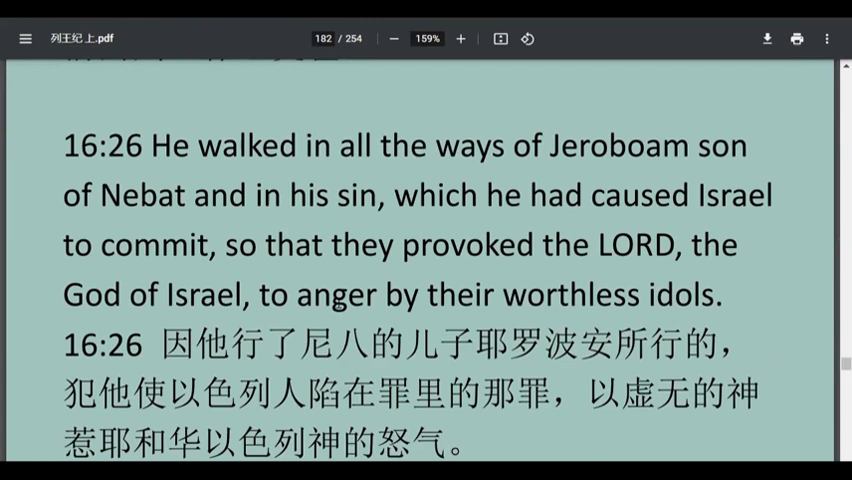 列王纪 上.pdf
182 / 254
159%
16:26 He walked in all the ways of Jeroboam son
of Nebat and in his sin, which he had caused Israel
to commit, so that they provoked the LORD, the
God of Israel, to anger by their worthless idols.
16:26 因他行了尼八的儿子耶罗波安所行的，
犯他使以色列人陷在罪里的那罪，以虚无的神
惹耶和华以色列神的怒气。